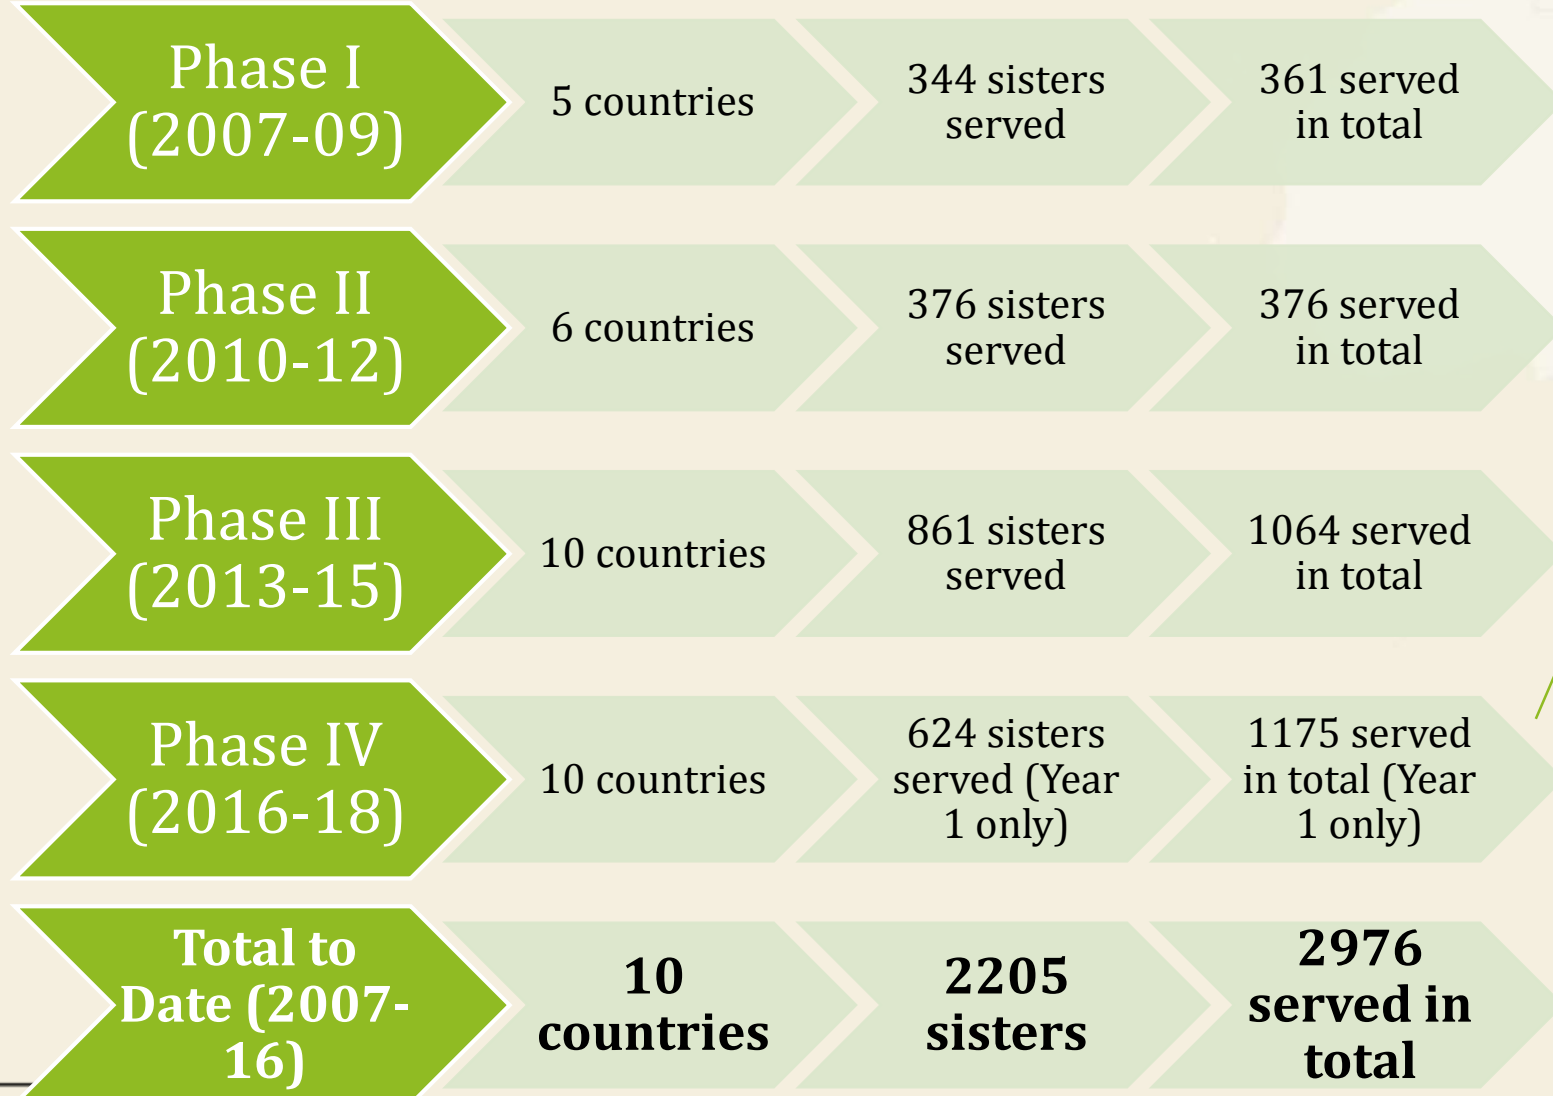 Phase I
(2007-09)
5 countries
344 sisters
served
361 served
in total
Phase II
(2010-12)
6 countries
376 sisters
served
376 served
in total
Phase III
(2013-15)
10 countries
861 sisters
served
1064 served
in total
Phase IV
(2016-18)
10 countries
624 sisters
served (Year
1 only)
1175 served
in total (Year
1 only)
Total to
Date (2007-
16)
10
countries
2205
sisters
2976
served in
total